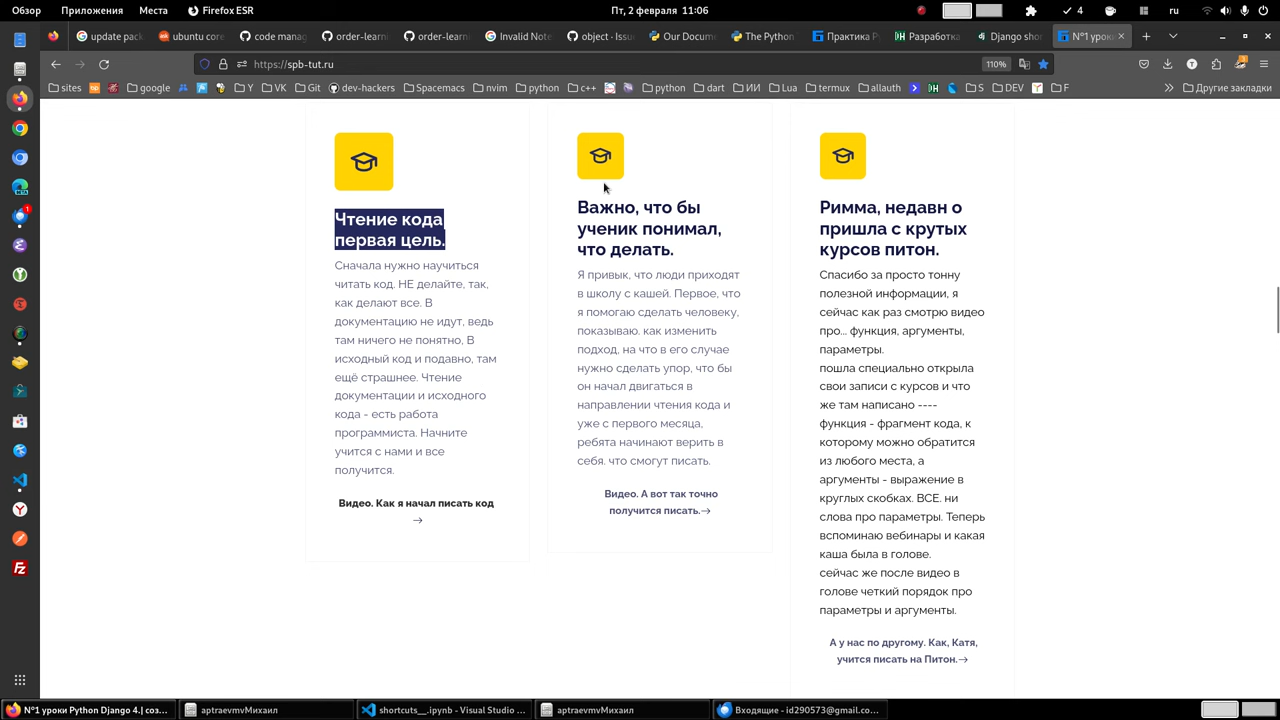 Обзор Приложения Места Firefox ESR Пт, 2 февраля 11:06 4 ru
update pack ubuntu core code manag order-learni order-learni Invalid Note object · Issu Our Docum The Python Практика Py Разработка Django shor №1 уроки
https://spb-tut.ru 110%
sites google Y VK Git dev-hackers Spacemacs nvim python c++ python dart ИИ Lua termux allauth S DEV F Другие закладки
Чтение кода
первая цель.
Сначала нужно научиться
читать код. НЕ делайте, так,
как делают все. В
документацию не идут, ведь
там ничего не понятно, В
исходный код и подавно, там
ещё страшнее. Чтение
документации и исходного
кода - есть работа
программиста. Начните
учится с нами и все
получится.
Видео. Как я начал писать код
→
Важно, что бы
ученик понимал,
что делать.
Я привык, что люди приходят
в школу с кашей. Первое, что
я помогаю сделать человеку,
показываю. как изменить
подход, на что в его случае
нужно сделать упор, что бы
он начал двигаться в
направлении чтения кода и
уже с первого месяца,
ребята начинают верить в
себя. что смогут писать.
Видео. А вот так точно
получится писать.→
Римма, недавн о
пришла с крутых
курсов питон.
Спасибо за просто тонну
полезной информации, я
сейчас как раз смотрю видео
про... функция, аргументы,
параметры.
пошла специально открыла
свои записи с курсов и что
же там написано ----
функция - фрагмент кода, к
которому можно обратится
из любого места, а
аргументы - выражение в
круглых скобках. ВСЕ. ни
слова про параметры. Теперь
вспоминаю вебинары и какая
каша была в голове.
сейчас же после видео в
голове четкий порядок про
параметры и аргументы.
А у нас по другому. Как, Катя,
учится писать на Питон.→
№1 уроки Python Django 4.| соз... aptraevmvМихаил shortcuts__.ipynb - Visual Studio ... aptraevmvМихаил Входящие - id290573@gmail.co...